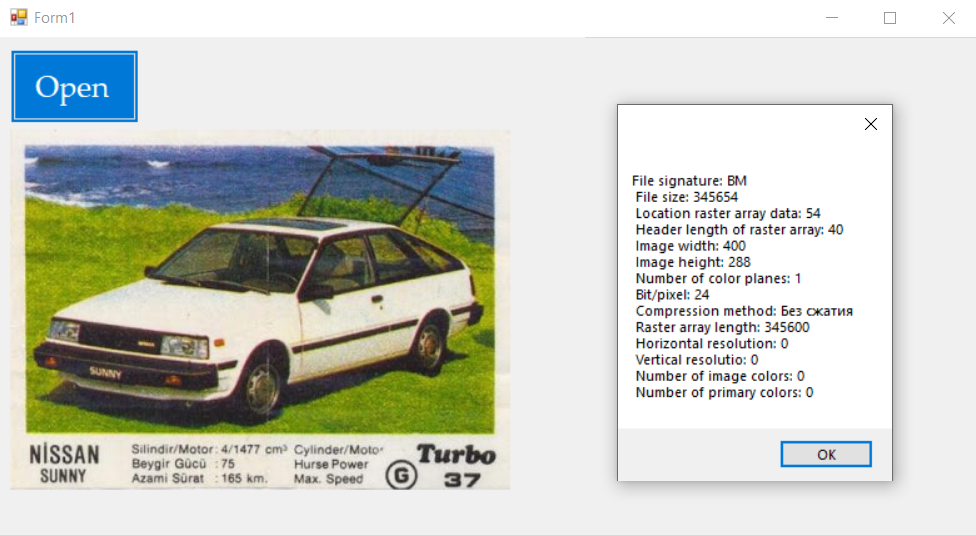 Form1
Open
SUNNY
NİSSAN
SUNNY
Silindir/Motor: 4/1477 cm³ Cylinder/Motor
Beygir Gücü : 75 Hurse Power
Azami Sürat : 165 km. Max. Speed
G
Turbo
37
File signature: BM
File size: 345654
Location raster array data: 54
Header length of raster array: 40
Image width: 400
Image height: 288
Number of color planes: 1
Bit/pixel: 24
Compression method: Без сжатия
Raster array length: 345600
Horizontal resolution: 0
Vertical resolutio: 0
Number of image colors: 0
Number of primary colors: 0
OK